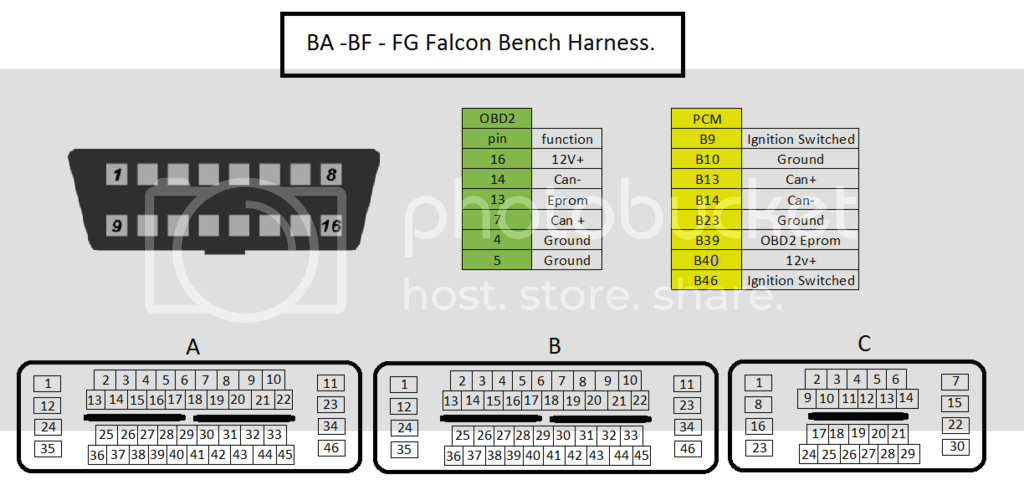 BA -BF - FG Falcon Bench Harness.
OBD2
pin function
16 12V+
14 Can-
13 Eprom
7 Can +
4 Ground
5 Ground
PCM
B9 Ignition Switched
B10 Ground
B13 Can+
B14 Can-
B23 Ground
B39 OBD2 Eprom
B40 12v+
B46 Ignition Switched
1 8
9 16
photobucket
host. store. share.
A
1 2 3 4 5 6 7 8 9 10 11
12 13 14 15 16 17 18 19 20 21 22 23
24 25 26 27 28 29 30 31 32 33 34
35 36 37 38 39 40 41 42 43 44 45 46
B
1 2 3 4 5 6 7 8 9 10 11
12 13 14 15 16 17 18 19 20 21 22 23
24 25 26 27 28 29 30 31 32 33 34
35 36 37 38 39 40 41 42 43 44 45 46
C
1 2 3 4 5 6 7
8 9 10 11 12 13 14 15
16 17 18 19 20 21 22
23 24 25 26 27 28 29 30